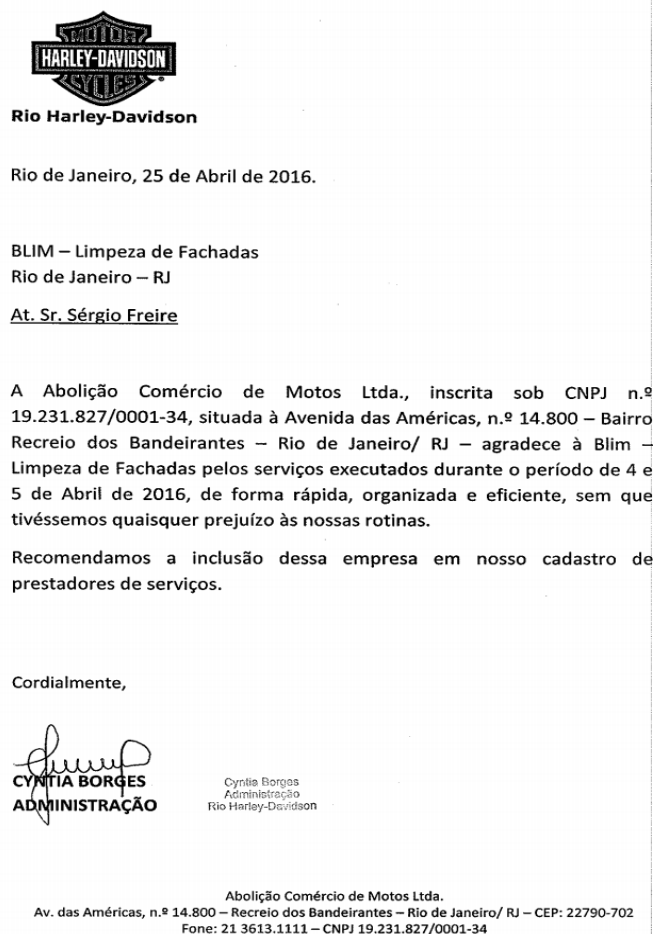 MOTOR
HARLEY-DAVIDSON
CYCLES
Rio Harley-Davidson
Rio de Janeiro, 25 de Abril de 2016.
BLIM – Limpeza de Fachadas
Rio de Janeiro – RJ
At. Sr. Sérgio Freire
A Abolição Comércio de Motos Ltda., inscrita sob CNPJ n.º
19.231.827/0001-34, situada à Avenida das Américas, n.º 14.800 – Bairro
Recreio dos Bandeirantes – Rio de Janeiro/ RJ – agradece à Blim –
Limpeza de Fachadas pelos serviços executados durante o período de 4 e
5 de Abril de 2016, de forma rápida, organizada e eficiente, sem que
tivéssemos quaisquer prejuízo às nossas rotinas.
Recomendamos a inclusão dessa empresa em nosso cadastro de
prestadores de serviços.
Cordialmente,
CYNTIA BORGES
ADMINISTRAÇÃO
Cyntia Borges
Administração
Rio Harley-Davidson
Abolição Comércio de Motos Ltda.
Av. das Américas, n.º 14.800 – Recreio dos Bandeirantes – Rio de Janeiro/ RJ – CEP: 22790-702
Fone: 21 3613.1111 – CNPJ 19.231.827/0001-34